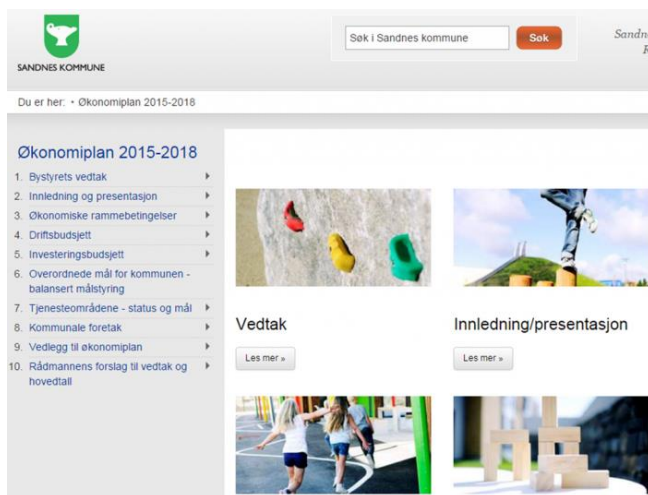 SANDNES KOMMUNE
Søk i Sandnes kommune
Søk
Du er her: • Økonomiplan 2015-2018
Økonomiplan 2015-2018
1. Bystyrets vedtak
2. Innledning og presentasjon
3. Økonomiske rammebetingelser
4. Driftsbudsjett
5. Investeringsbudsjett
6. Overordnede mål for kommunen -
balansert målstyring
7. Tjenesteområdene - status og mål
8. Kommunale foretak
9. Vedlegg til økonomiplan
10. Rådmannens forslag til vedtak og
hovedtall
Vedtak
Les mer »
Innledning/presentasjon
Les mer »